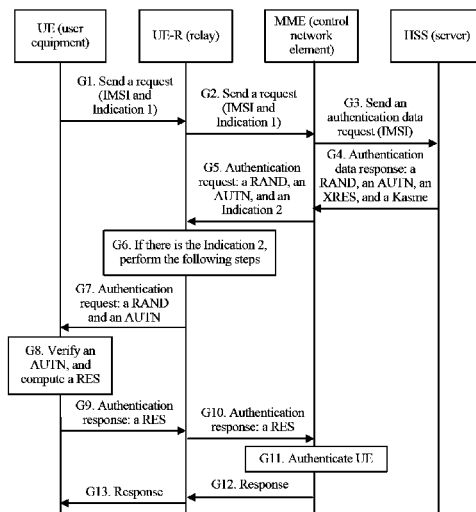 UE (user
equipment)
UE-R (relay)
MME (control
network
element)
HSS (server)
G1. Send a request
(IMSI and
Indication 1)
G2. Send a request
(IMSI and
Indication 1)
G3. Send an
authentication data
request (IMSI)
G4. Authentication
data response: a
RAND, an AUTN, an
XRES, and a Kasme
G5. Authentication
request: a RAND, an
AUTN, and an
Indication 2
G6. If there is the Indication 2,
perform the following steps
G7. Authentication
request: a RAND
and an AUTN
G8. Verify an
AUTN, and
compute a RES
G9. Authentication
response: a RES
G10. Authentication
response: a RES
G11. Authenticate UE
G12. Response
G13. Response